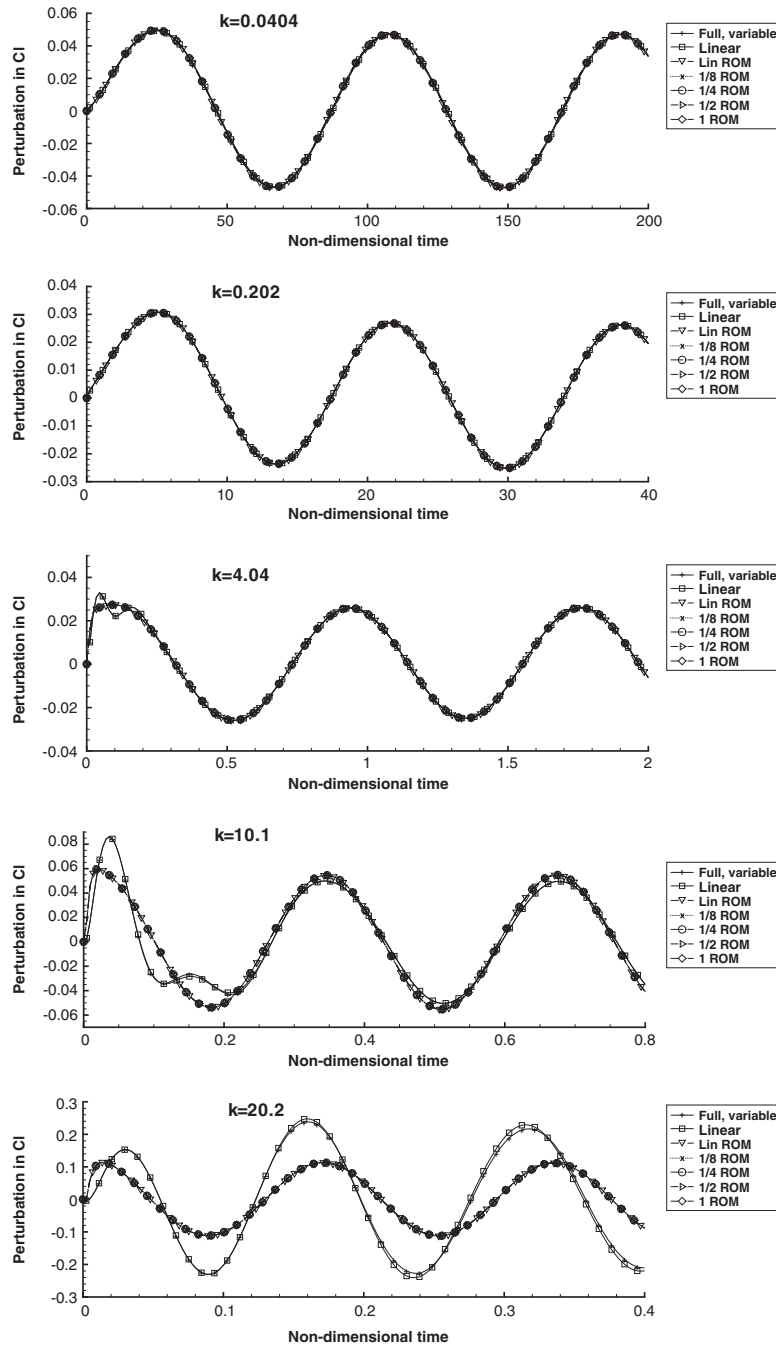 k=0.0404
Perturbation in Cl
0.06
0.04
0.02
0
-0.02
-0.04
-0.06
0 50 100 150 200
Non-dimensional time
Full, variable
Linear
Lin ROM
1/8 ROM
1/4 ROM
1/2 ROM
1 ROM
k=0.202
Perturbation in Cl
0.04
0.03
0.02
0.01
0
-0.01
-0.02
-0.03
0 10 20 30 40
Non-dimensional time
Full, variable
Linear
Lin ROM
1/8 ROM
1/4 ROM
1/2 ROM
1 ROM
k=4.04
Perturbation in Cl
0.04
0.02
0
-0.02
-0.04
0 0.5 1 1.5 2
Non-dimensional time
Full, variable
Linear
Lin ROM
1/8 ROM
1/4 ROM
1/2 ROM
1 ROM
k=10.1
Perturbation in Cl
0.08
0.06
0.04
0.02
0
-0.02
-0.04
-0.06
0 0.2 0.4 0.6 0.8
Non-dimensional time
Full, variable
Linear
Lin ROM
1/8 ROM
1/4 ROM
1/2 ROM
1 ROM
k=20.2
Perturbation in Cl
0.3
0.2
0.1
0
-0.1
-0.2
-0.3
0 0.1 0.2 0.3 0.4
Non-dimensional time
Full, variable
Linear
Lin ROM
1/8 ROM
1/4 ROM
1/2 ROM
1 ROM